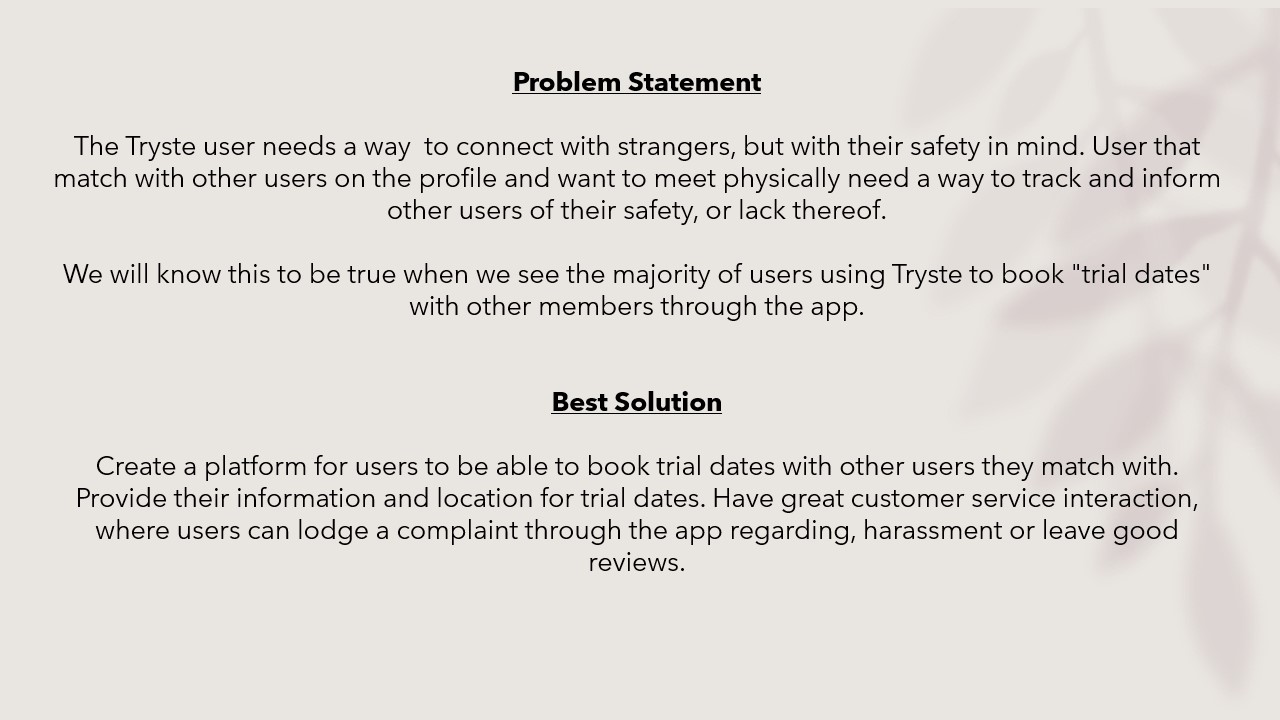 Problem Statement
The Tryste user needs a way  to connect with strangers, but with their safety in mind. User that
match with other users on the profile and want to meet physically need a way to track and inform
other users of their safety, or lack thereof.
We will know this to be true when we see the majority of users using Tryste to book "trial dates"
with other members through the app.
Best Solution
Create a platform for users to be able to book trial dates with other users they match with.
Provide their information and location for trial dates. Have great customer service interaction,
where users can lodge a complaint through the app regarding, harassment or leave good
reviews.